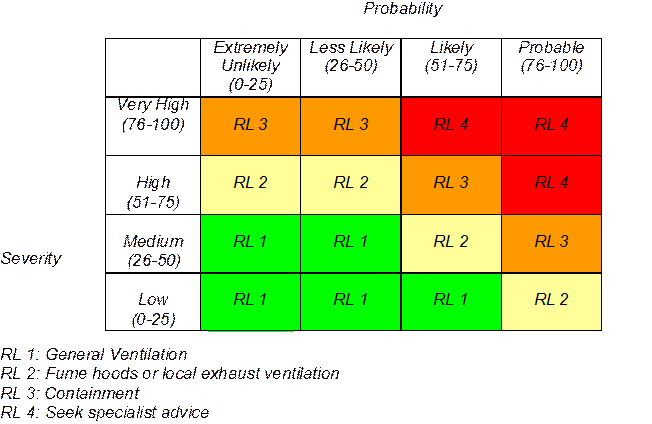 Probability
Extremely
Unlikely
(0-25)
Less Likely
(26-50)
Likely
(51-75)
Probable
(76-100)
Very High
(76-100)
RL 3
RL 3
RL 4
RL 4
High
(51-75)
RL 2
RL 2
RL 3
RL 4
Severity
Medium
(26-50)
RL 1
RL 1
RL 2
RL 3
Low
(0-25)
RL 1
RL 1
RL 1
RL 2
RL 1: General Ventilation
RL 2: Fume hoods or local exhaust ventilation
RL 3: Containment
RL 4: Seek specialist advice